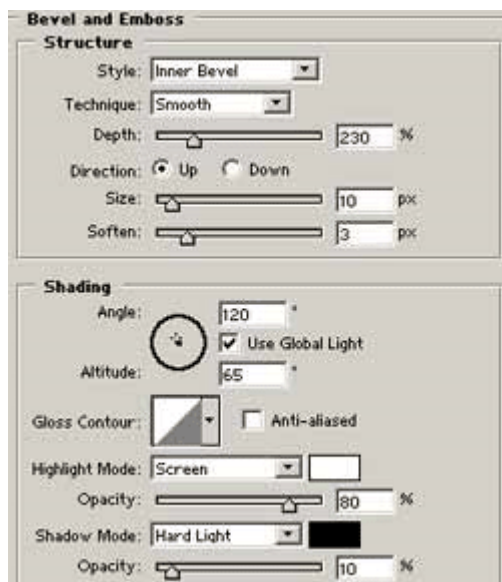 Bevel and Emboss
Structure
Style: Inner Bevel
Technique: Smooth
Depth: 230 %
Direction: Up Down
Size: 10 px
Soften: 3 px
Shading
Angle: 120 °
Use Global Light
Altitude: 65 °
Gloss Contour: Anti-aliased
Highlight Mode: Screen
Opacity: 80 %
Shadow Mode: Hard Light
Opacity: 10 %